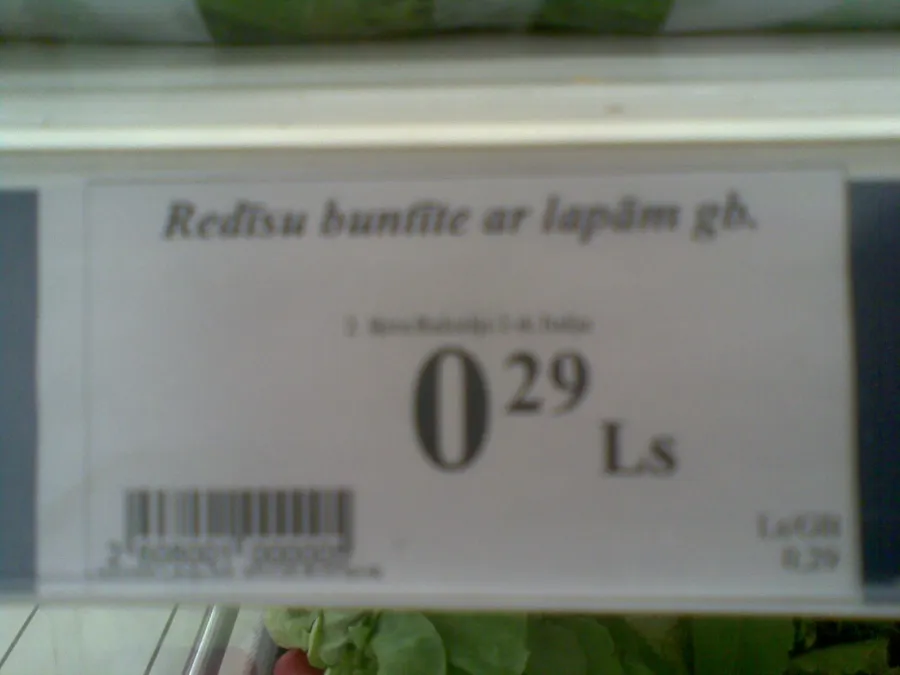 Redīsu buntīte ar lapām gb.
0 29 Ls
Ls/GB
0,29